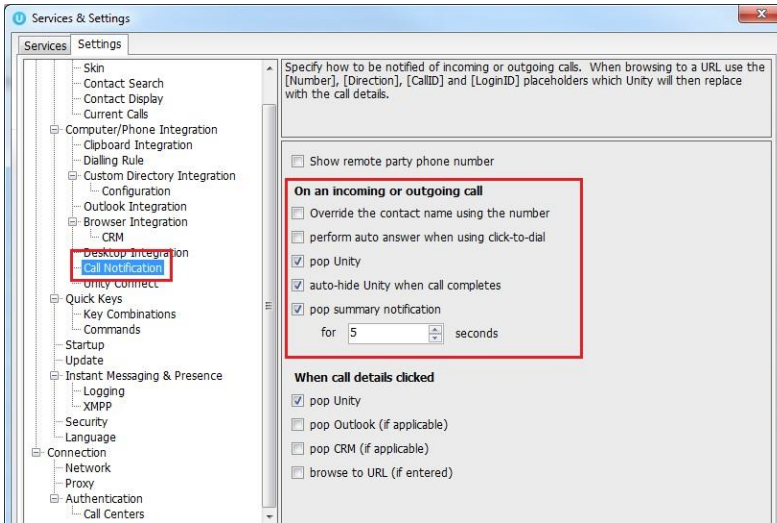 Services & Settings
Services
Settings
Skin
Contact Search
Contact Display
Current Calls
Computer/Phone Integration
Clipboard Integration
Dialling Rule
Custom Directory Integration
Configuration
Outlook Integration
Browser Integration
CRM
Desktop Integration
Call Notification
Unity Connect
Quick Keys
Key Combinations
Commands
Startup
Update
Instant Messaging & Presence
Logging
XMPP
Security
Language
Connection
Network
Proxy
Authentication
Call Centers
Specify how to be notified of incoming or outgoing calls. When browsing to a URL use the
[Number], [Direction], [CallID] and [LoginID] placeholders which Unity will then replace
with the call details.
Show remote party phone number
On an incoming or outgoing call
Override the contact name using the number
perform auto answer when using click-to-dial
pop Unity
auto-hide Unity when call completes
pop summary notification
for 5 seconds
When call details clicked
pop Unity
pop Outlook (if applicable)
pop CRM (if applicable)
browse to URL (if entered)